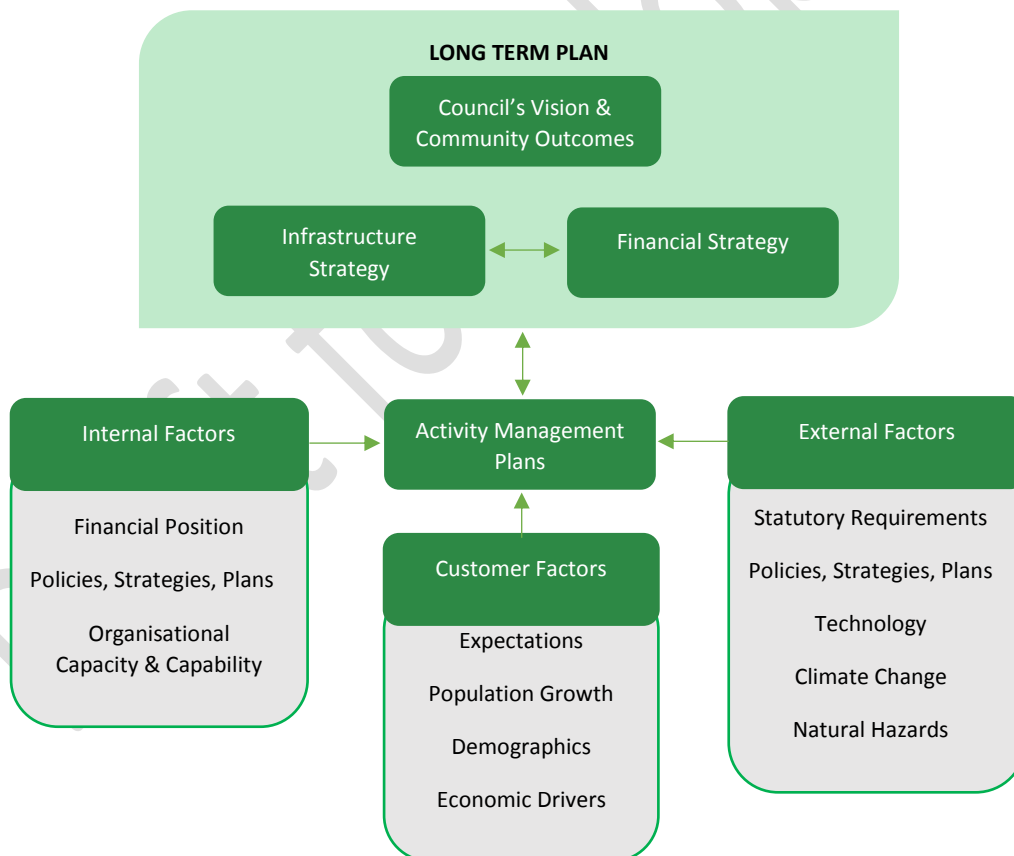 LONG TERM PLAN
Council's Vision &
Community Outcomes
Infrastructure
Strategy
Financial Strategy
Internal Factors
Financial Position
Policies, Strategies, Plans
Organisational
Capacity & Capability
Activity Management
Plans
Customer Factors
Expectations
Population Growth
Demographics
Economic Drivers
External Factors
Statutory Requirements
Policies, Strategies, Plans
Technology
Climate Change
Natural Hazards